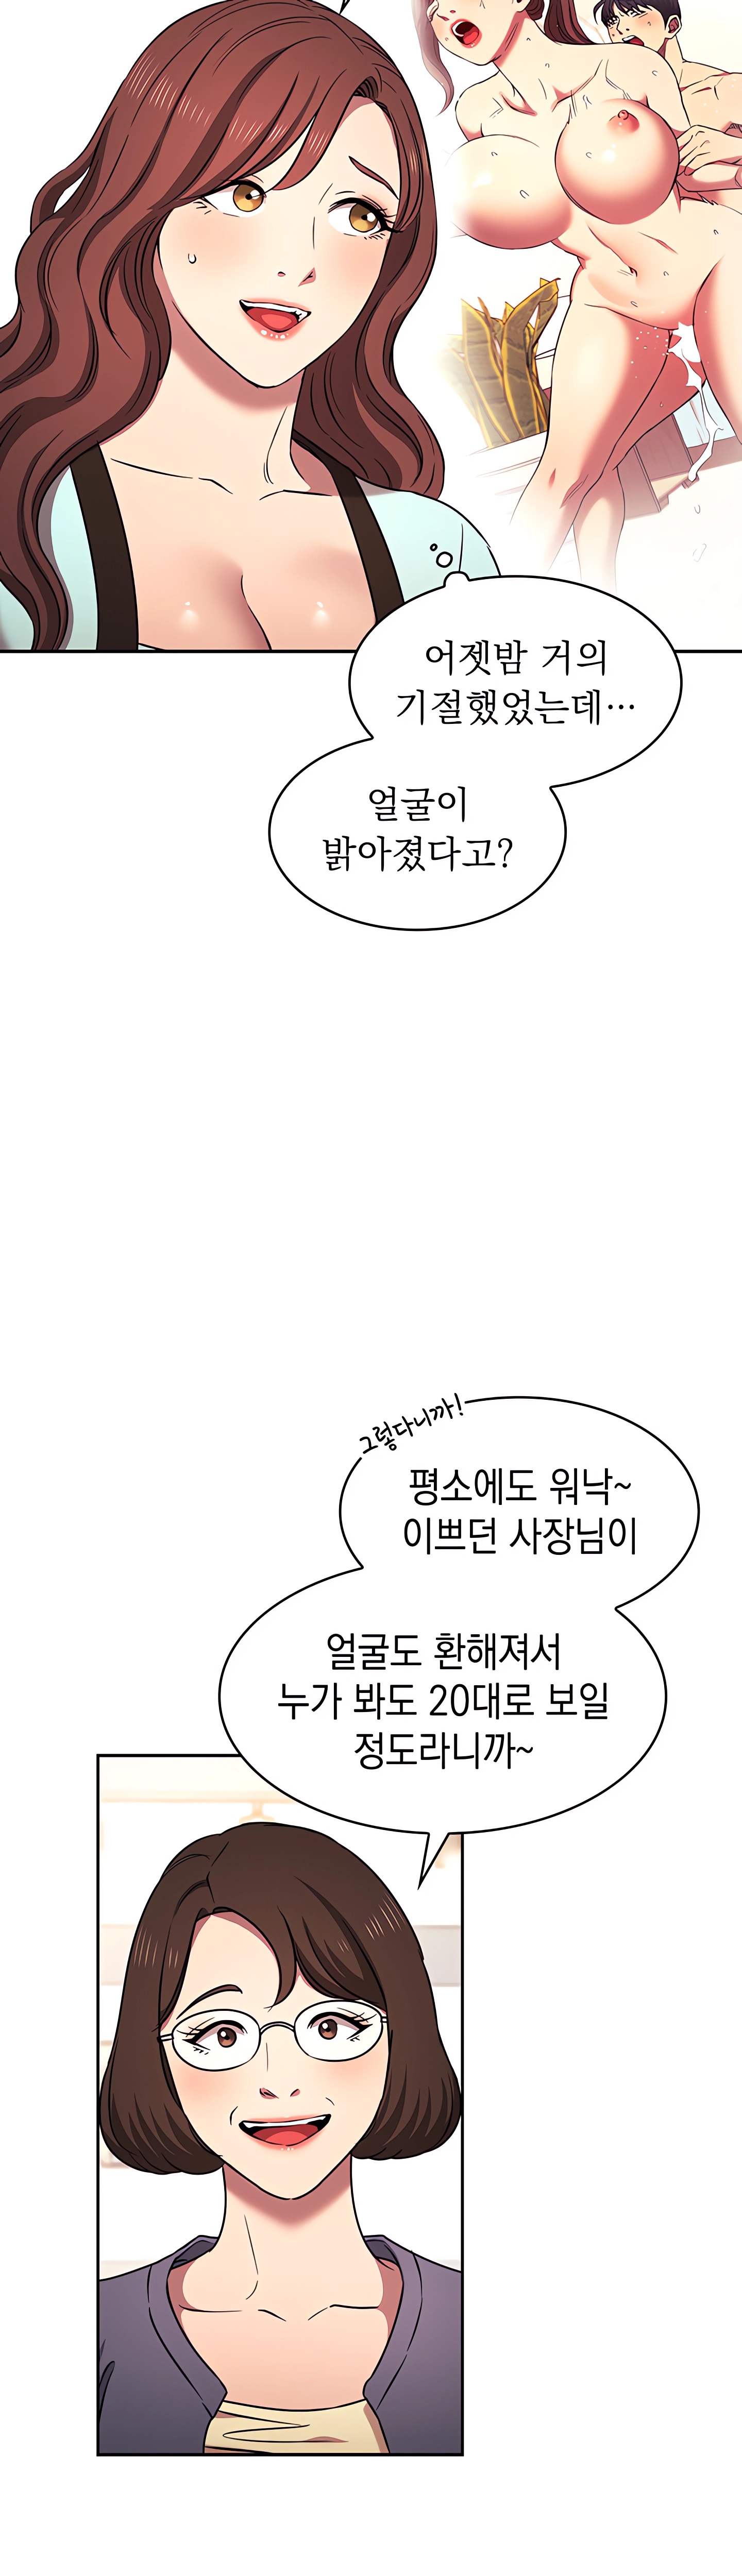 어젯밤 거의
기절했었는데…
얼굴이
밝아졌다고?
그렇다니까!
평소에도 워낙~
이쁘던 사장님이
얼굴도 환해져서
누가 봐도 20대로 보일
정도라니까~